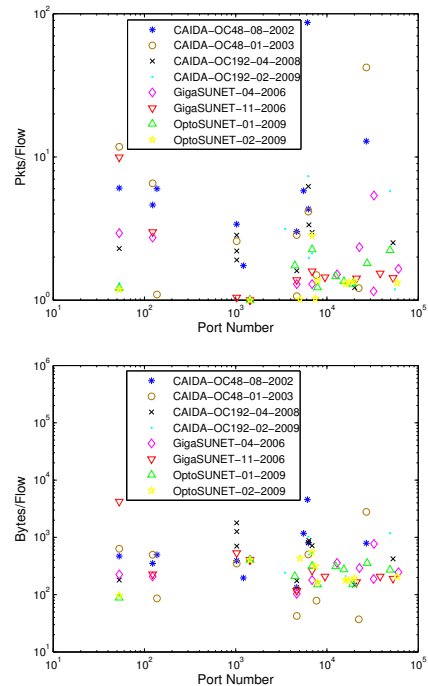 10^2
10^1
10^0
Pkts/Flow
CAIDA−OC48−08−2002
CAIDA−OC48−01−2003
CAIDA−OC192−04−2008
CAIDA−OC192−02−2009
GigaSUNET−04−2006
GigaSUNET−11−2006
OptoSUNET−01−2009
OptoSUNET−02−2009
10^1 10^2 10^3 10^4 10^5
Port Number
10^6
10^5
10^4
10^3
10^2
10^1
Bytes/Flow
CAIDA−OC48−08−2002
CAIDA−OC48−01−2003
CAIDA−OC192−04−2008
CAIDA−OC192−02−2009
GigaSUNET−04−2006
GigaSUNET−11−2006
OptoSUNET−01−2009
OptoSUNET−02−2009
10^1 10^2 10^3 10^4 10^5
Port Number